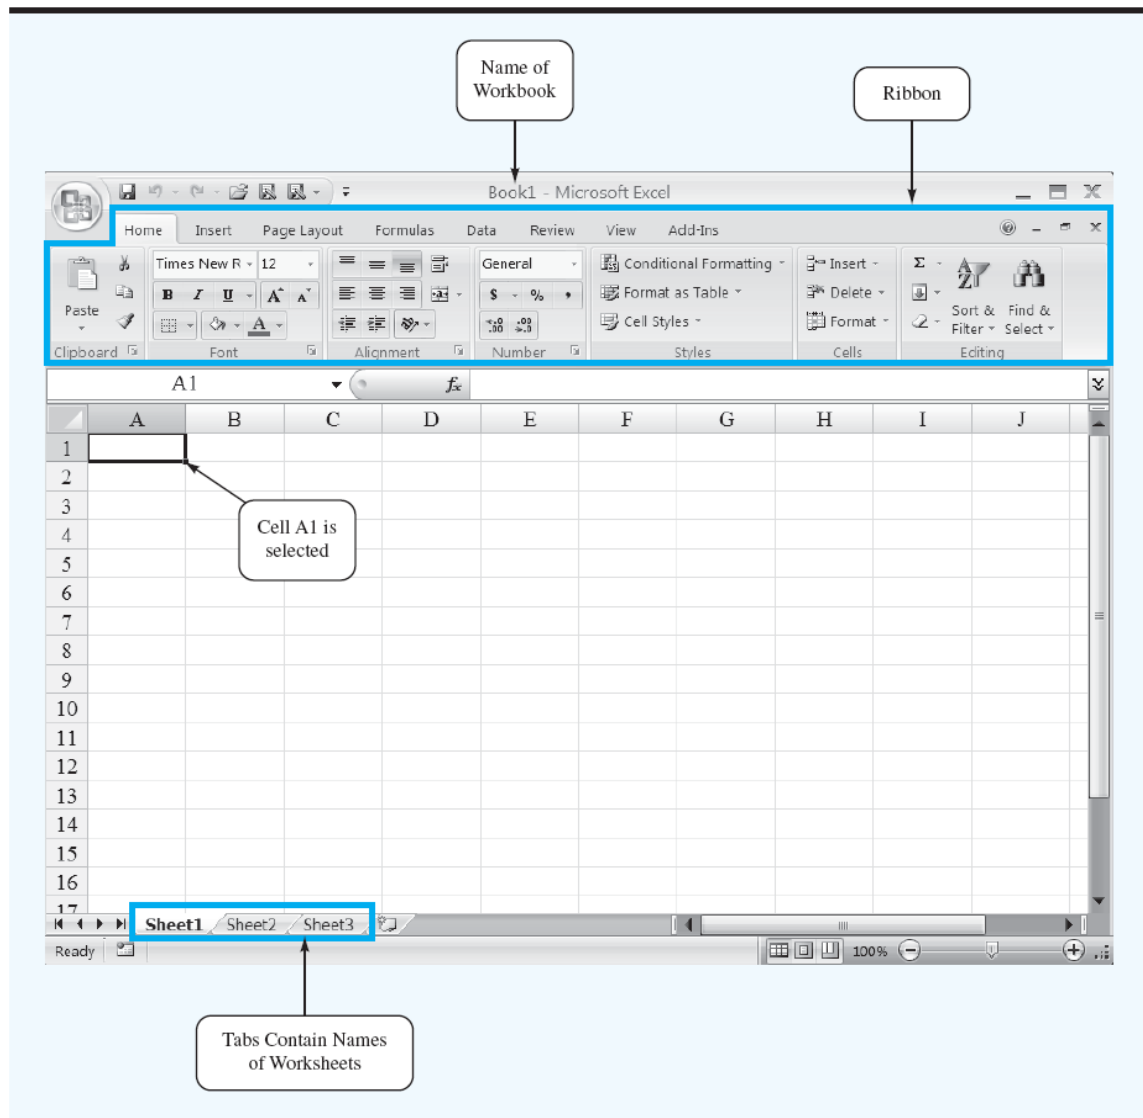 Name of
Workbook
Ribbon
Book1 - Microsoft Excel
Home Insert Page Layout Formulas Data Review View Add-Ins
Times New R 12 General Conditional Formatting Insert Σ
Paste B I U A A $ % , Format as Table Delete Sort & Find &
A .00 .00 Cell Styles Format Filter Select
Clipboard Font Alignment Number Styles Cells Editing
A1 fx
A B C D E F G H I J
1
2
3
Cell A1 is
selected
4
5
6
7
8
9
10
11
12
13
14
15
16
17
Sheet1 Sheet2 Sheet3
Ready 100%
Tabs Contain Names
of Worksheets